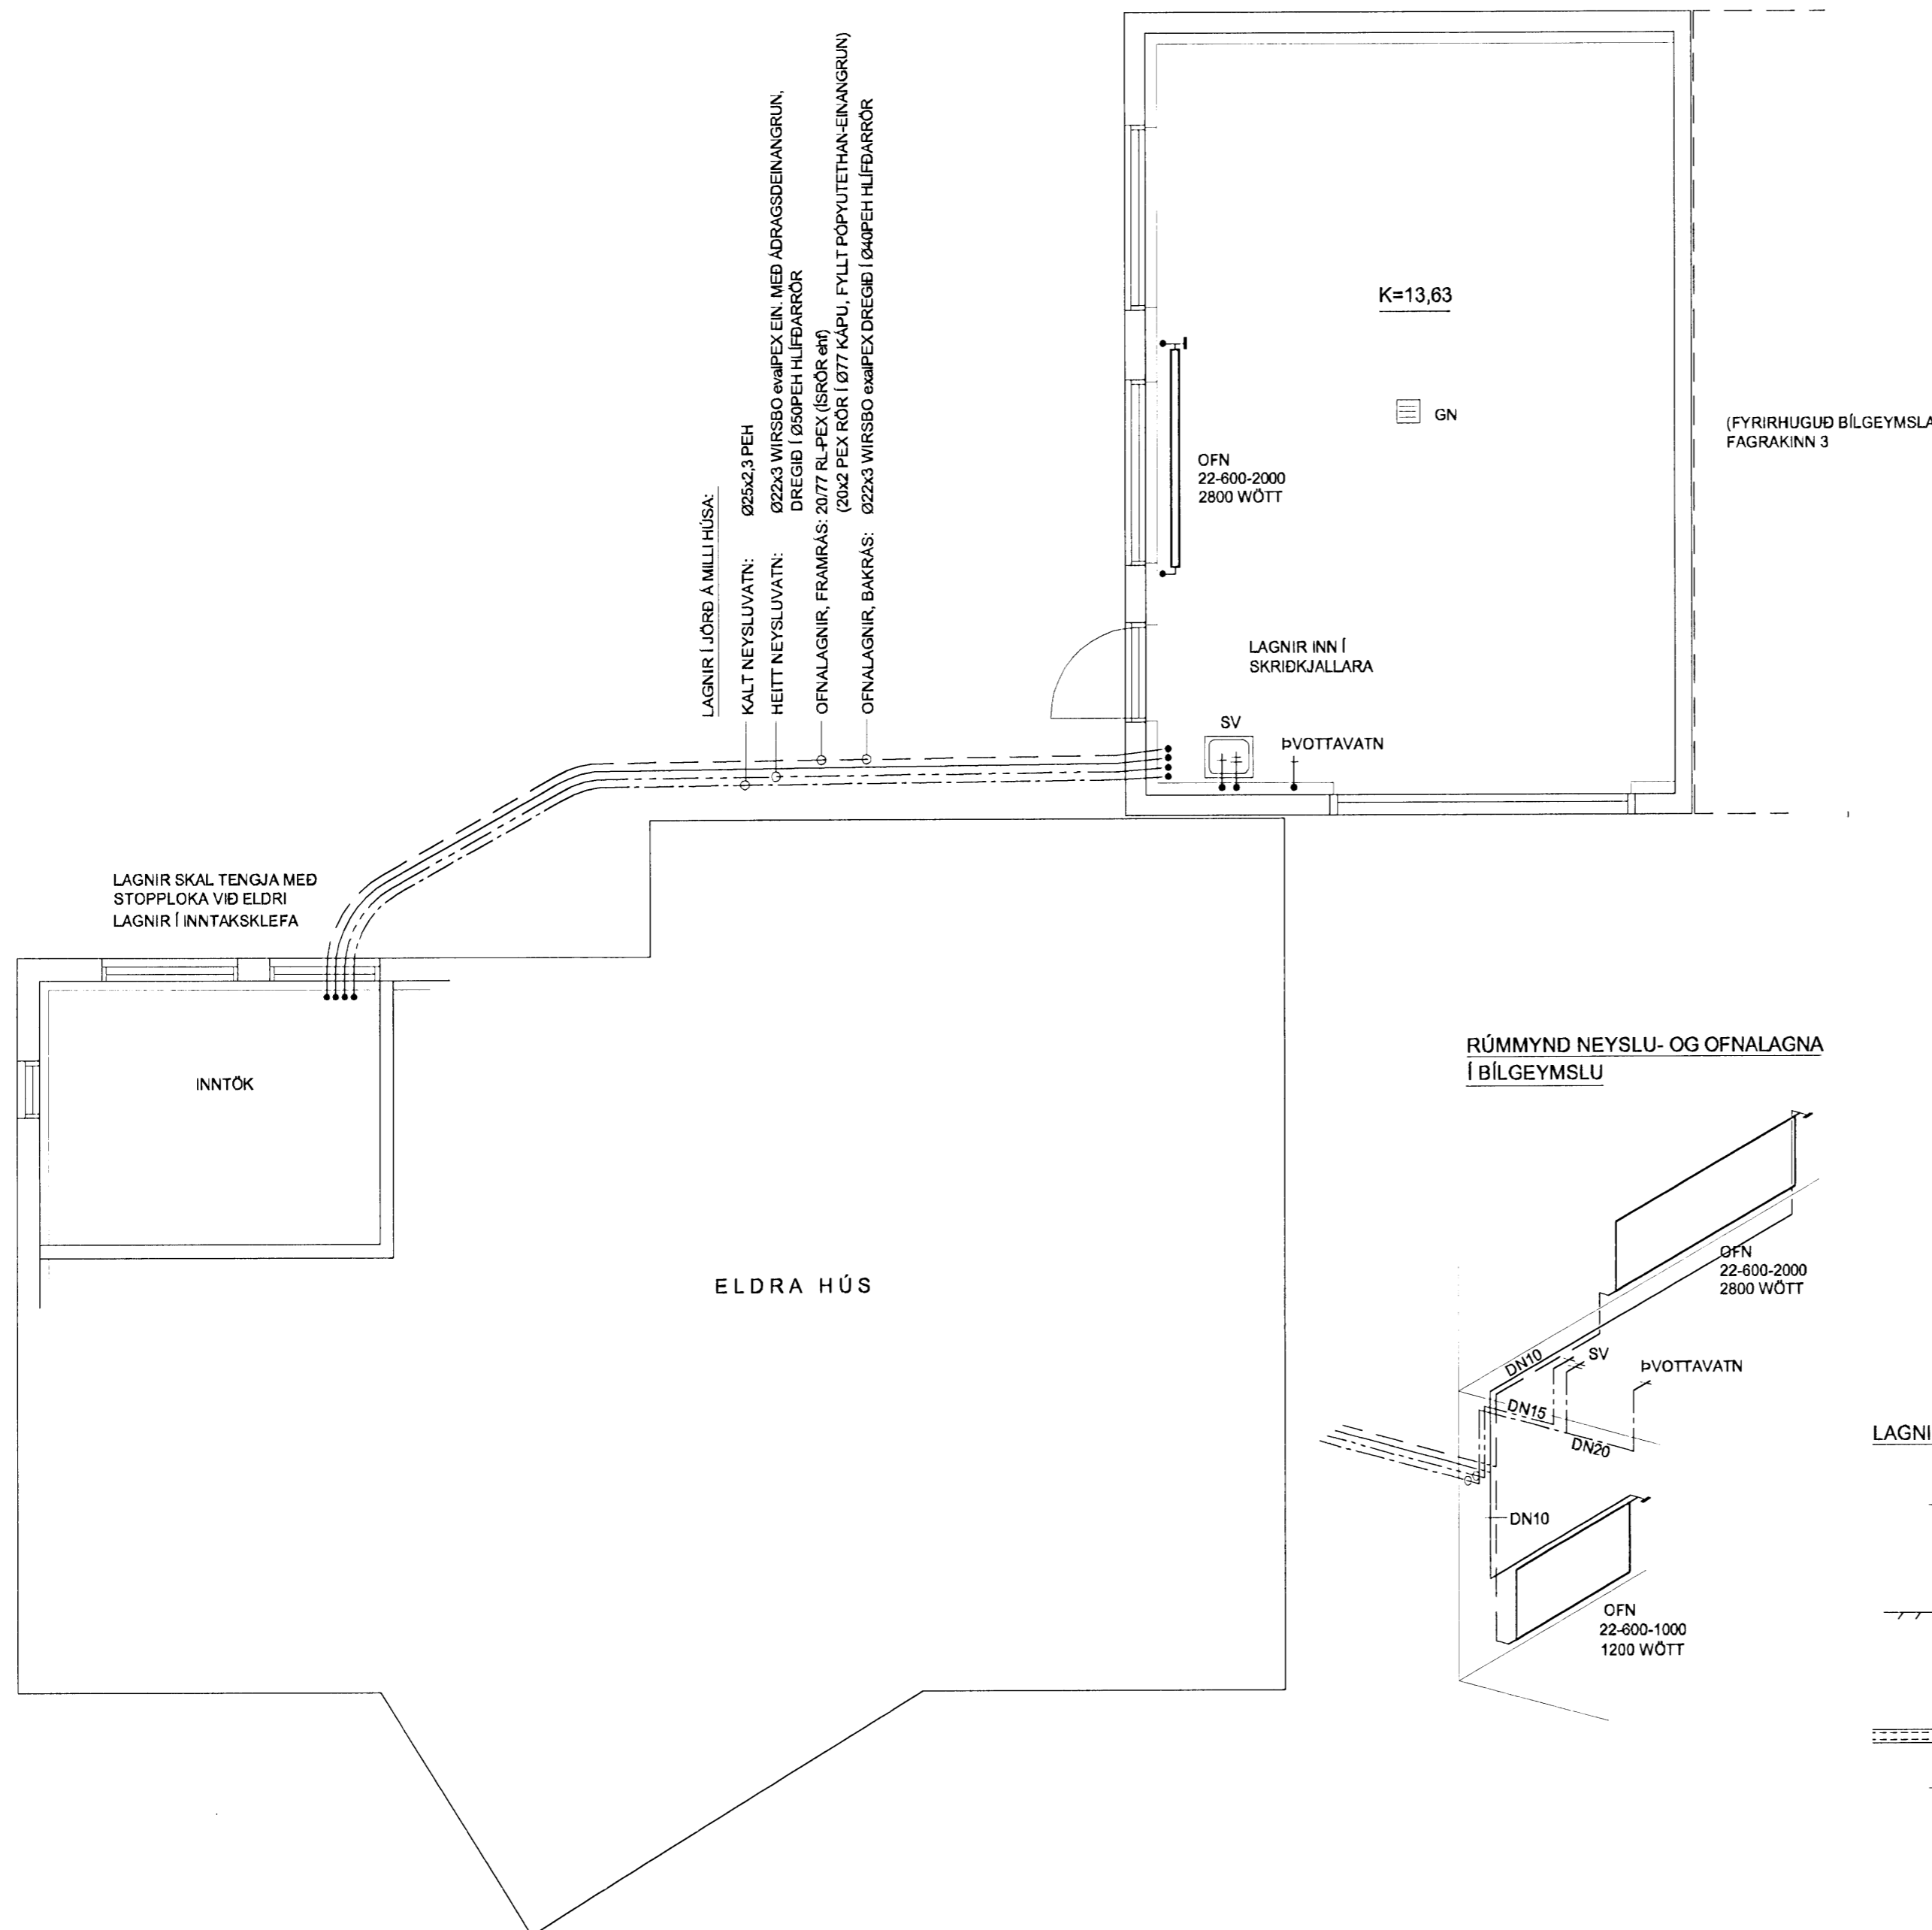 LAGNIR Í JÖRÐ Á MILLI HÚSA:
KALT NEYSLUVATN: Ø25x2,3 PEH
HEITT NEYSLUVATN: Ø22x3 WIRSBO evalPEX EIN. MEÐ ÁDRAGSDEINANGRUN,
DREGIÐ Í Ø50PEH HLÍFÐARRÖR
OFNALAGNIR, FRAMRÁS: 20/77 RL-PEX (ÍSRÖR ehf)
(20x2 PEX RÖR Í Ø77 KÁPU, FYLLT PÓPYUTETHAN-EINANGRUN)
OFNALAGNIR, BAKRÁS: Ø22x3 WIRSBO exalPEX DREGIÐ Í Ø40PEH HLÍFÐARRÖR
K=13,63
GN
(FYRIRHUGUÐ BÍLGEYMSLA
FAGRAKINN 3
OFN
22-600-2000
2800 WÖTT
LAGNIR INN Í
SKRIÐKJALLARA
SV
ÞVOTTAVATN
LAGNIR SKAL TENGJA MEÐ
STOPPLOKA VIÐ ELDRI
LAGNIR Í INNTAKSKLEFA
INNTÖK
ELDRA HÚS
RÚMMYND NEYSLU- OG OFNALAGNA
Í BÍLGEYMSLU
OFN
22-600-2000
2800 WÖTT
DN10
SV
ÞVOTTAVATN
DN15
DN20
DN10
OFN
22-600-1000
1200 WÖTT
LAGNI